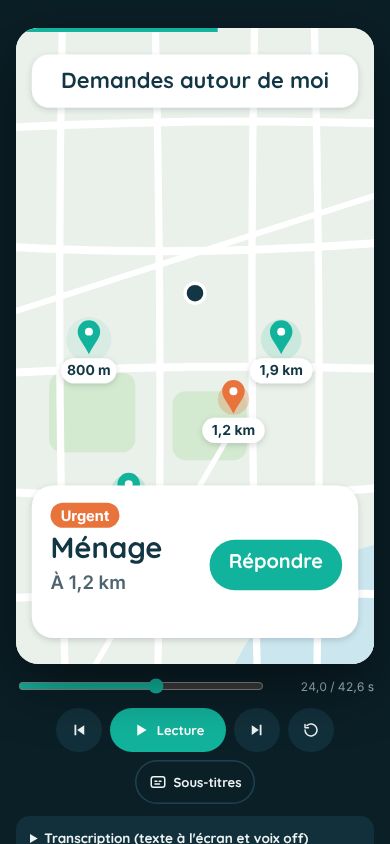 Demandes autour de moi
800 m
1,9 km
1,2 km
Urgent
Ménage
À 1,2 km
Répondre
24,0 / 42,6 s
Lecture
Sous-titres
Transcription (texte à l'écran et voix off)